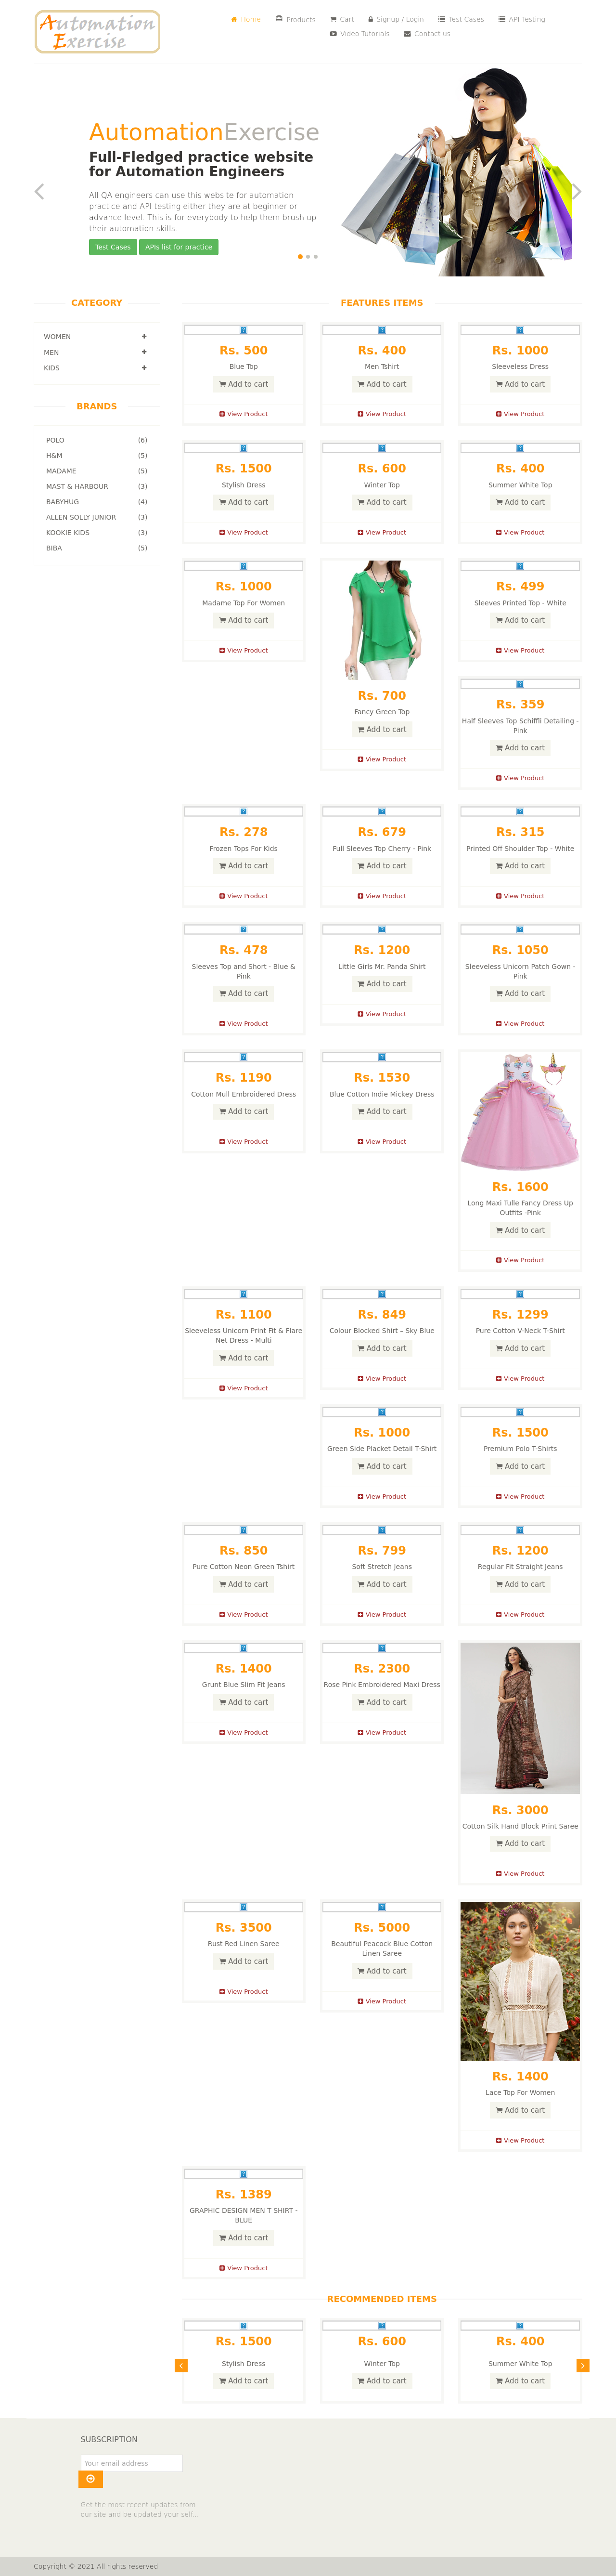 Automation
Exercise
Home
Products
Cart
Signup / Login
Test Cases
API Testing
Video Tutorials
Contact us
AutomationExercise
Full-Fledged practice website
for Automation Engineers
All QA engineers can use this website for automation
practice and API testing either they are at beginner or
advance level. This is for everybody to help them brush up
their automation skills.
Test Cases
APIs list for practice
CATEGORY
WOMEN
MEN
KIDS
BRANDS
POLO (6)
H&M (5)
MADAME (5)
MAST & HARBOUR (3)
BABYHUG (4)
ALLEN SOLLY JUNIOR (3)
KOOKIE KIDS (3)
BIBA (5)
FEATURES ITEMS
Rs. 500
Blue Top
Add to cart
View Product
Rs. 400
Men Tshirt
Add to cart
View Product
Rs. 1000
Sleeveless Dress
Add to cart
View Product
Rs. 1500
Stylish Dress
Add to cart
View Product
Rs. 600
Winter Top
Add to cart
View Product
Rs. 400
Summer White Top
Add to cart
View Product
Rs. 1000
Madame Top For Women
Add to cart
View Product
Rs. 700
Fancy Green Top
Add to cart
View Product
Rs. 499
Sleeves Printed Top - White
Add to cart
View Product
Rs. 359
Half Sleeves Top Schiffli Detailing -
Pink
Add to cart
View Product
Rs. 278
Frozen Tops For Kids
Add to cart
View Product
Rs. 679
Full Sleeves Top Cherry - Pink
Add to cart
View Product
Rs. 315
Printed Off Shoulder Top - White
Add to cart
View Product
Rs. 478
Sleeves Top and Short - Blue &
Pink
Add to cart
View Product
Rs. 1200
Little Girls Mr. Panda Shirt
Add to cart
View Product
Rs. 1050
Sleeveless Unicorn Patch Gown -
Pink
Add to cart
View Product
Rs. 1190
Cotton Mull Embroidered Dress
Add to cart
View Product
Rs. 1530
Blue Cotton Indie Mickey Dress
Add to cart
View Product
Rs. 1600
Long Maxi Tulle Fancy Dress Up
Outfits -Pink
Add to cart
View Product
Rs. 1100
Sleeveless Unicorn Print Fit & Flare
Net Dress - Multi
Add to cart
View Product
Rs. 849
Colour Blocked Shirt – Sky Blue
Add to cart
View Product
Rs. 1299
Pure Cotton V-Neck T-Shirt
Add to cart
View Product
Rs. 1000
Green Side Placket Detail T-Shirt
Add to cart
View Product
Rs. 1500
Premium Polo T-Shirts
Add to cart
View Product
Rs. 850
Pure Cotton Neon Green Tshirt
Add to cart
View Product
Rs. 799
Soft Stretch Jeans
Add to cart
View Product
Rs. 1200
Regular Fit Straight Jeans
Add to cart
View Product
Rs. 1400
Grunt Blue Slim Fit Jeans
Add to cart
View Product
Rs. 2300
Rose Pink Embroidered Maxi Dress
Add to cart
View Product
Rs. 3000
Cotton Silk Hand Block Print Saree
Add to cart
View Product
Rs. 3500
Rust Red Linen Saree
Add to cart
View Product
Rs. 5000
Beautiful Peacock Blue Cotton
Linen Saree
Add to cart
View Product
Rs. 1400
Lace Top For Women
Add to cart
View Product
Rs. 1389
GRAPHIC DESIGN MEN T SHIRT -
BLUE
Add to cart
View Product
RECOMMENDED ITEMS
Rs. 1500
Stylish Dress
Add to cart
Rs. 600
Winter Top
Add to cart
Rs. 400
Summer White Top
Add to cart
SUBSCRIPTION
Your email address
Get the most recent updates from
our site and be updated your self...
Copyright © 2021 All rights reserved